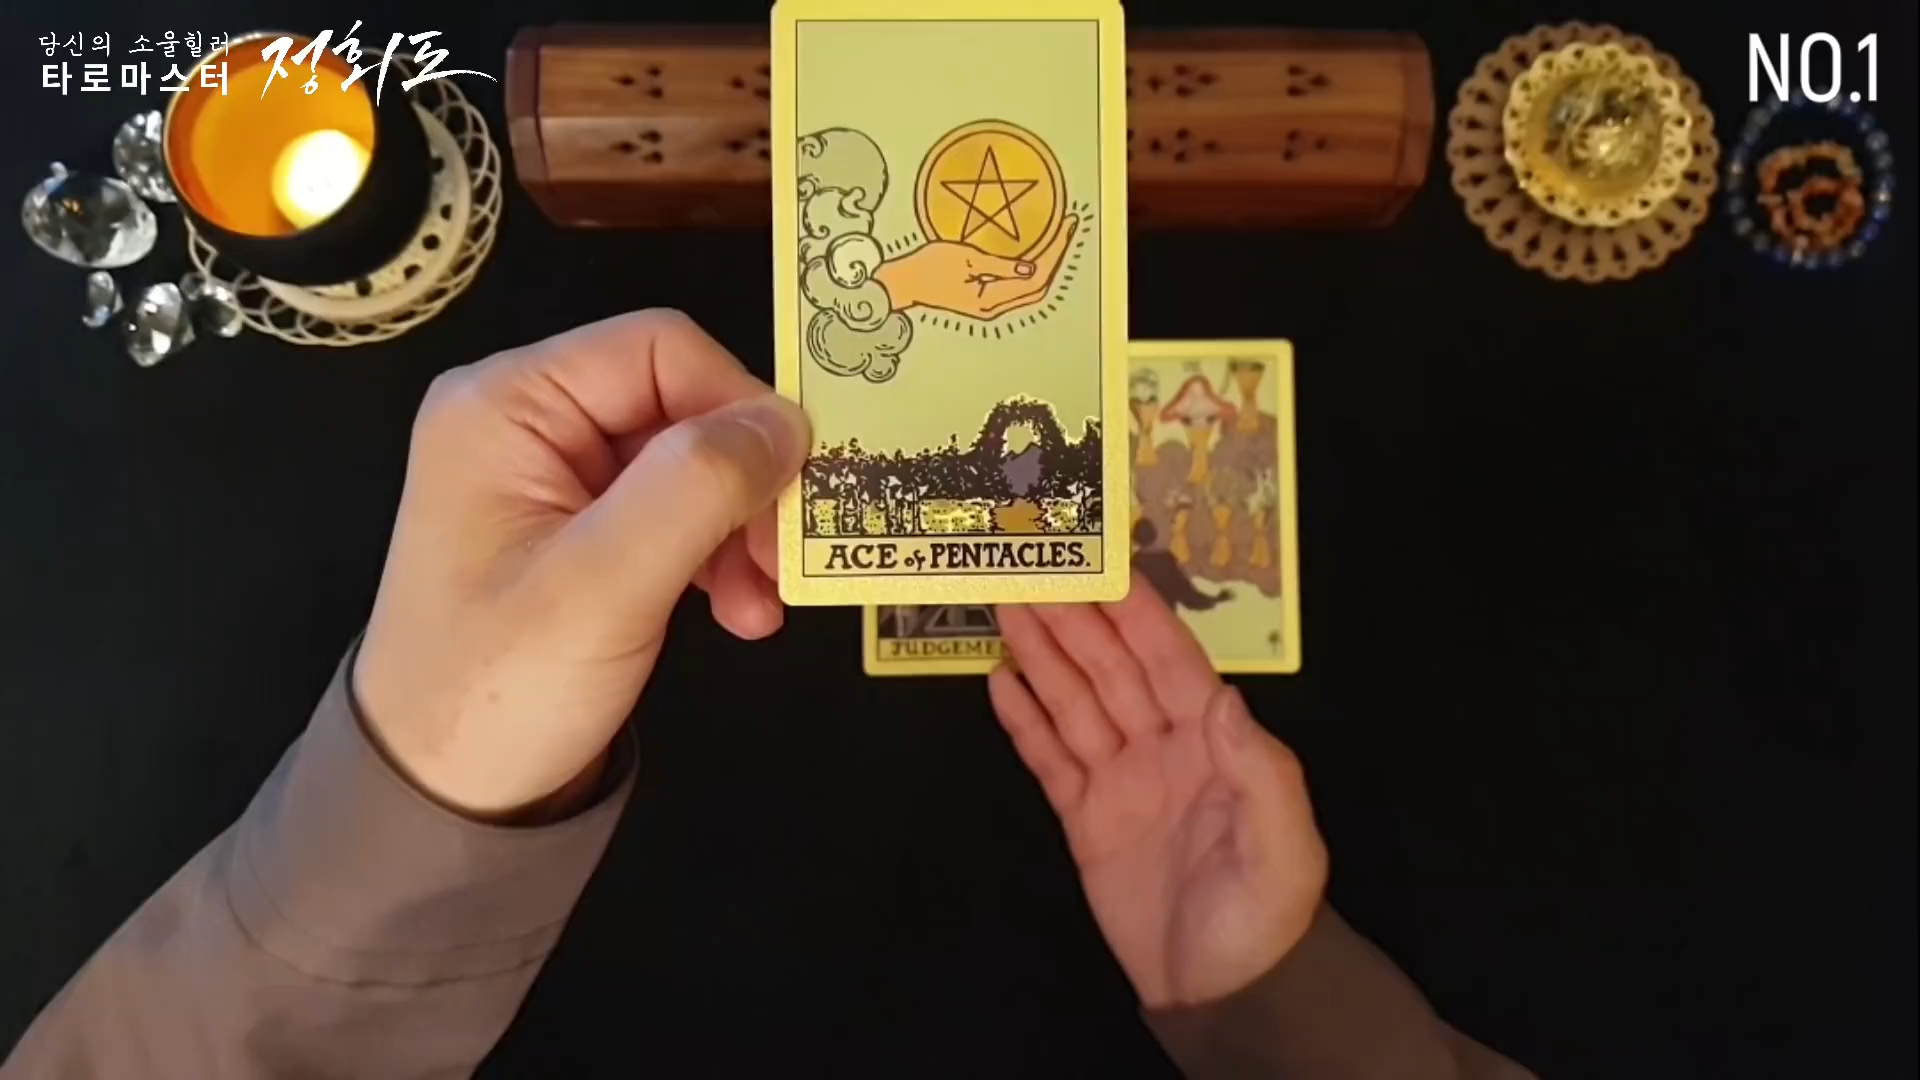 당신의 소울힐러
타로마스터 정회도
NO.1
ACE of PENTACLES.
JUDGEMEN